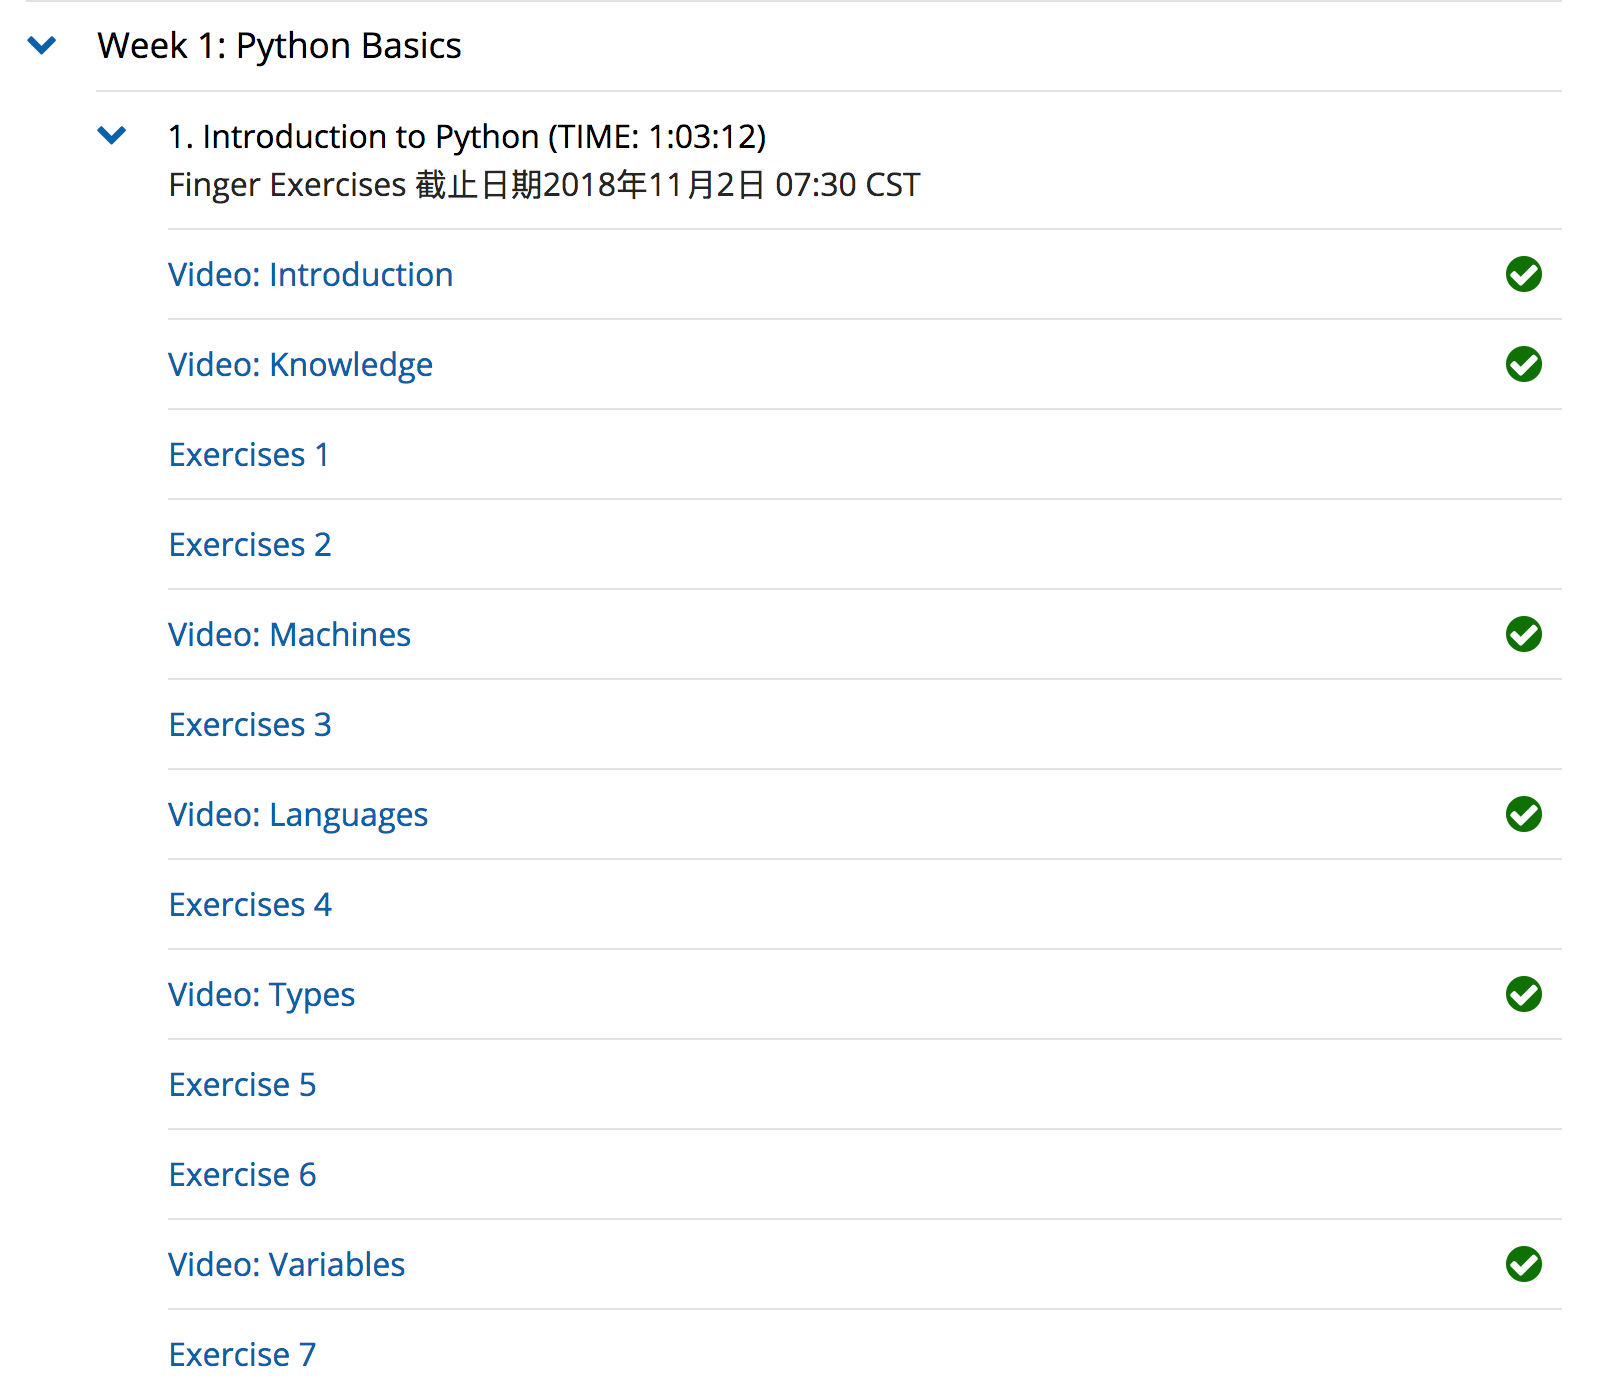 Week 1: Python Basics
1. Introduction to Python (TIME: 1:03:12)
Finger Exercises 截止日期2018年11月2日 07:30 CST
Video: Introduction
Video: Knowledge
Exercises 1
Exercises 2
Video: Machines
Exercises 3
Video: Languages
Exercises 4
Video: Types
Exercise 5
Exercise 6
Video: Variables
Exercise 7